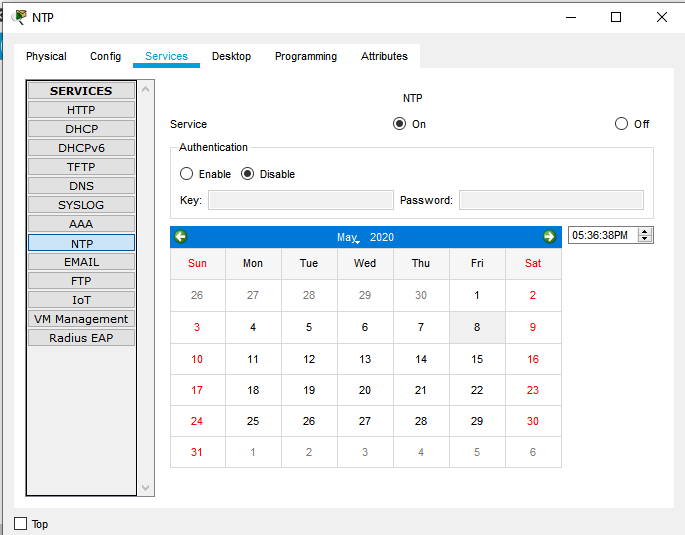 NTP
Physical Config Services Desktop Programming Attributes
SERVICES
HTTP
DHCP
DHCPv6
TFTP
DNS
SYSLOG
AAA
NTP
EMAIL
FTP
IoT
VM Management
Radius EAP
NTP
Service On Off
Authentication
Enable Disable
Key: Password:
May 2020 05:36:38PM
Sun Mon Tue Wed Thu Fri Sat
26 27 28 29 30 1 2
3 4 5 6 7 8 9
10 11 12 13 14 15 16
17 18 19 20 21 22 23
24 25 26 27 28 29 30
31 1 2 3 4 5 6
Top